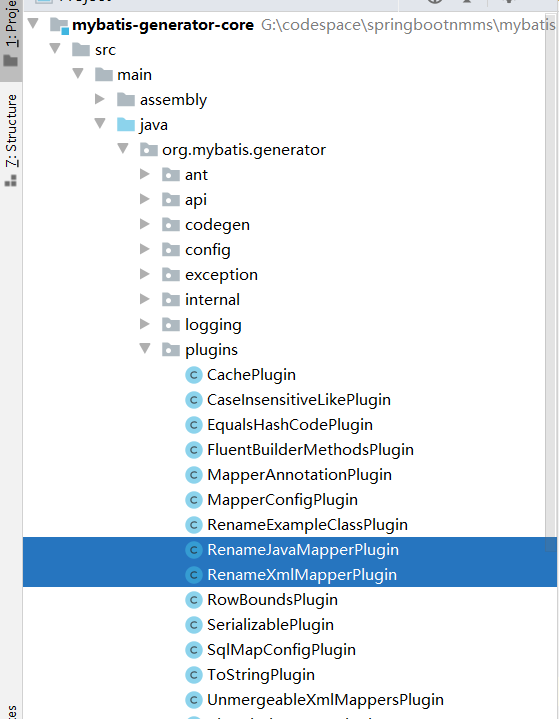 1: Proje
mybatis-generator-core G:\codespace\springbootnmms\mybatis
src
main
assembly
java
org.mybatis.generator
ant
api
codegen
config
exception
internal
logging
plugins
CachePlugin
CaseInsensitiveLikePlugin
EqualsHashCodePlugin
FluentBuilderMethodsPlugin
MapperAnnotationPlugin
MapperConfigPlugin
RenameExampleClassPlugin
RenameJavaMapperPlugin
RenameXmlMapperPlugin
RowBoundsPlugin
SerializablePlugin
SqlMapConfigPlugin
ToStringPlugin
UnmergeableXmlMappersPlugin
7: Structure